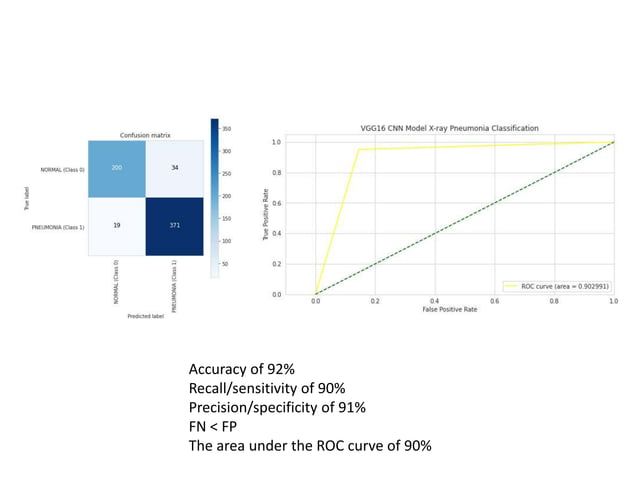 Confusion matrix
NORMAL (Class 0)
PNEUMONIA (Class 1)
True label
200
34
19
371
NORMAL (Class 0)
PNEUMONIA (Class 1)
Predicted label
350
300
250
200
150
100
50
VGG16 CNN Model X-ray Pneumonia Classification
True Positive Rate
1.0
0.8
0.6
0.4
0.2
0.0
0.0
0.2
0.4
0.6
0.8
1.0
False Positive Rate
ROC curve (area = 0.902991)
Accuracy of 92%
Recall/sensitivity of 90%
Precision/specificity of 91%
FN < FP
The area under the ROC curve of 90%